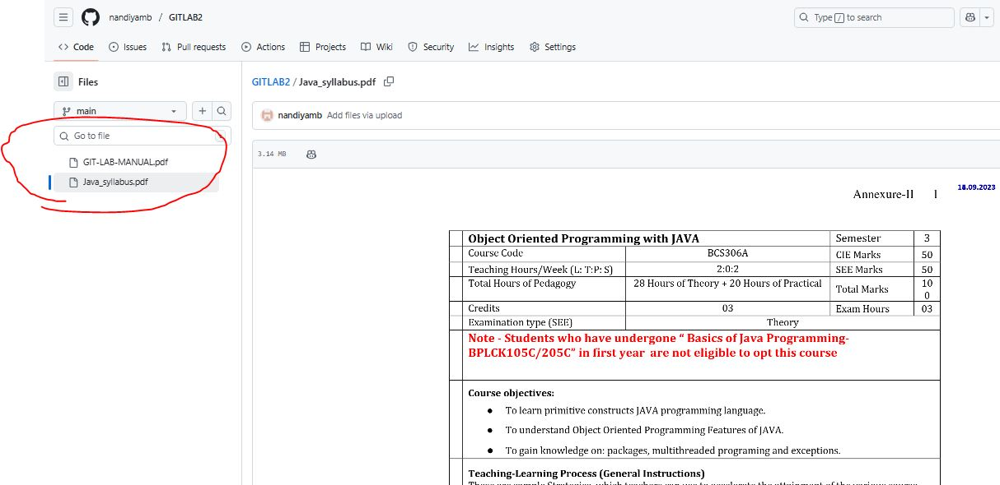 nandiyamb / GITLAB2
Type / to search
Code Issues Pull requests Actions Projects Wiki Security Insights Settings
Files
main
Go to file
GIT-LAB-MANUAL.pdf
Java_syllabus.pdf
GITLAB2 / Java_syllabus.pdf
nandiyamb Add files via upload
3.14 MB
Annexure-II 1
.09.2023
Object Oriented Programming with JAVA Semester 3
Course Code BCS306A CIE Marks 50
Teaching Hours/Week (L: T:P: S) 2:0:2 SEE Marks 50
Total Hours of Pedagogy 28 Hours of Theory + 20 Hours of Practical Total Marks 100
Credits 03 Exam Hours 03
Examination type (SEE) Theory
Note - Students who have undergone “ Basics of Java Programming-
BPLCK105C/205C” in first year are not eligible to opt this course
Course objectives:
● To learn primitive constructs JAVA programming language.
● To understand Object Oriented Programming Features of JAVA.
● To gain knowledge on: packages, multithreaded programing and exceptions.
Teaching-Learning Process (General Instructions)